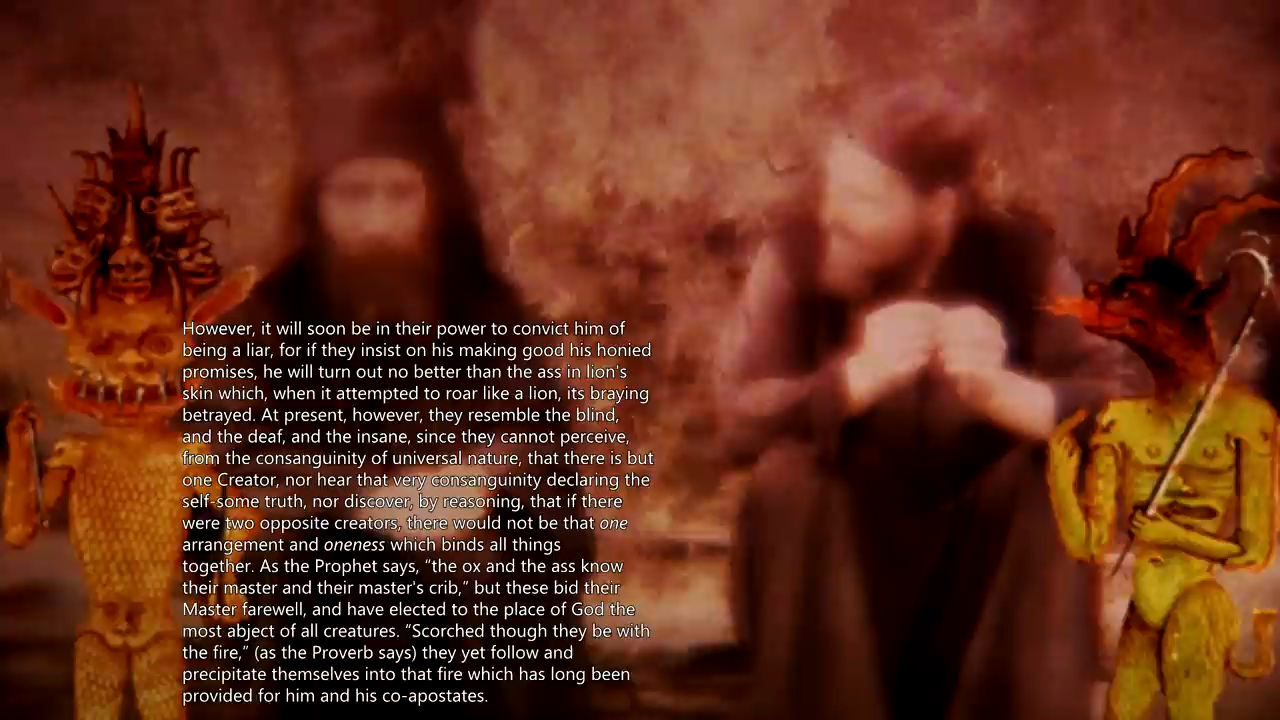 However, it will soon be in their power to convict him of
being a liar, for if they insist on his making good his honied
promises, he will turn out no better than the ass in lion's
skin which, when it attempted to roar like a lion, its braying
betrayed. At present, however, they resemble the blind,
and the deaf, and the insane, since they cannot perceive,
from the consanguinity of universal nature, that there is but
one Creator, nor hear that very consanguinity declaring the
self-some truth, nor discover, by reasoning, that if there
were two opposite creators, there would not be that one
arrangement and oneness which binds all things
together. As the Prophet says, “the ox and the ass know
their master and their master's crib,” but these bid their
Master farewell, and have elected to the place of God the
most abject of all creatures. “Scorched though they be with
the fire,” (as the Proverb says) they yet follow and
precipitate themselves into that fire which has long been
provided for him and his co-apostates.